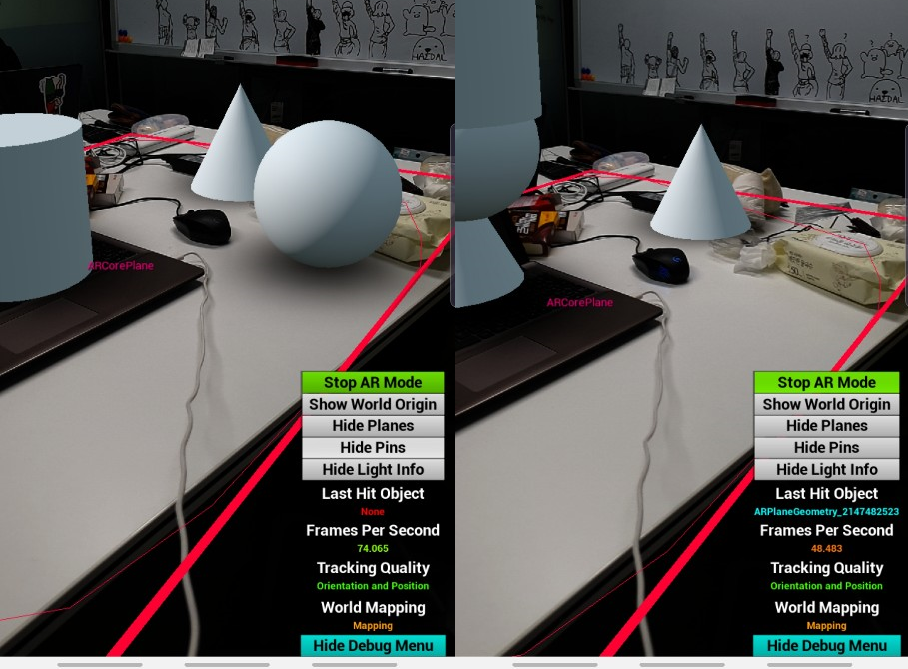 HAEDAL
ARCorePlane
Stop AR Mode
Show World Origin
Hide Planes
Hide Pins
Hide Light Info
Last Hit Object
None
Frames Per Second
74.065
Tracking Quality
Orientation and Position
World Mapping
Mapping
Hide Debug Menu
? ? ? ?
HAEDAL
ARCorePlane
Stop AR Mode
Show World Origin
Hide Planes
Hide Pins
Hide Light Info
Last Hit Object
ARPlaneGeometry_2147482523
Frames Per Second
48.483
Tracking Quality
Orientation and Position
World Mapping
Mapping
Hide Debug Menu